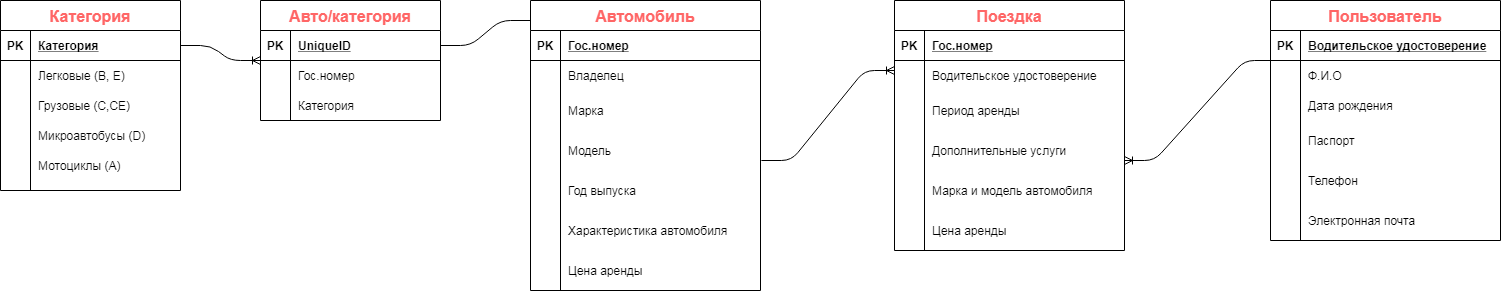 Категория
PK Категория
Легковые (B, E)
Грузовые (C,CE)
Микроавтобусы (D)
Мотоциклы (A)
Авто/категория
PK UniqueID
Гос.номер
Категория
Автомобиль
PK Гос.номер
Владелец
Марка
Модель
Год выпуска
Характеристика автомобиля
Цена аренды
Поездка
PK Гос.номер
Водительское удостоверение
Период аренды
Дополнительные услуги
Марка и модель автомобиля
Цена аренды
Пользователь
PK Водительское удостоверение
Ф.И.О
Дата рождения
Паспорт
Телефон
Электронная почта